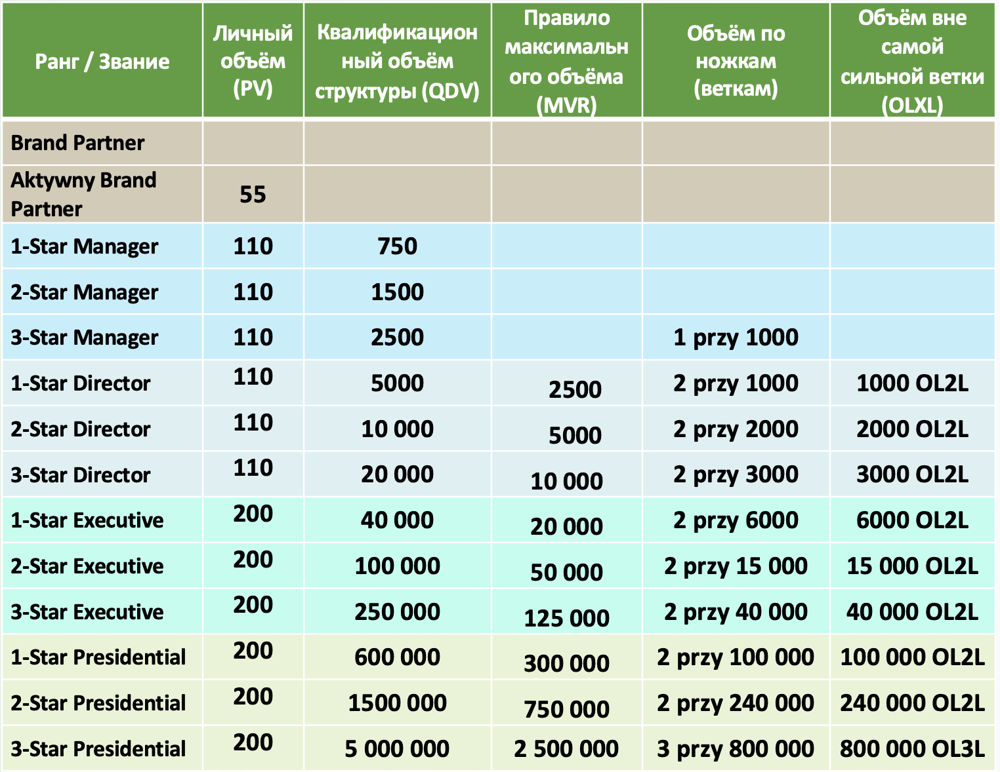 Ранг / Звание
Личный
объём
(PV)
Квалификацион
ный объём
структуры (QDV)
Правило
максимальн
ого объёма
(MVR)
Объём по
ножкам
(веткам)
Объём вне
самой
сильной ветки
(OLXL)
Brand Partner
Aktywny Brand
Partner
55
1-Star Manager 110 750
2-Star Manager 110 1500
3-Star Manager 110 2500 1 przy 1000
1-Star Director 110 5000 2500 2 przy 1000 1000 OL2L
2-Star Director 110 10 000 5000 2 przy 2000 2000 OL2L
3-Star Director 110 20 000 10 000 2 przy 3000 3000 OL2L
1-Star Executive 200 40 000 20 000 2 przy 6000 6000 OL2L
2-Star Executive 200 100 000 50 000 2 przy 15 000 15 000 OL2L
3-Star Executive 200 250 000 125 000 2 przy 40 000 40 000 OL2L
1-Star Presidential 200 600 000 300 000 2 przy 100 000 100 000 OL2L
2-Star Presidential 200 1500 000 750 000 2 przy 240 000 240 000 OL2L
3-Star Presidential 200 5 000 000 2 500 000 3 przy 800 000 800 000 OL3L